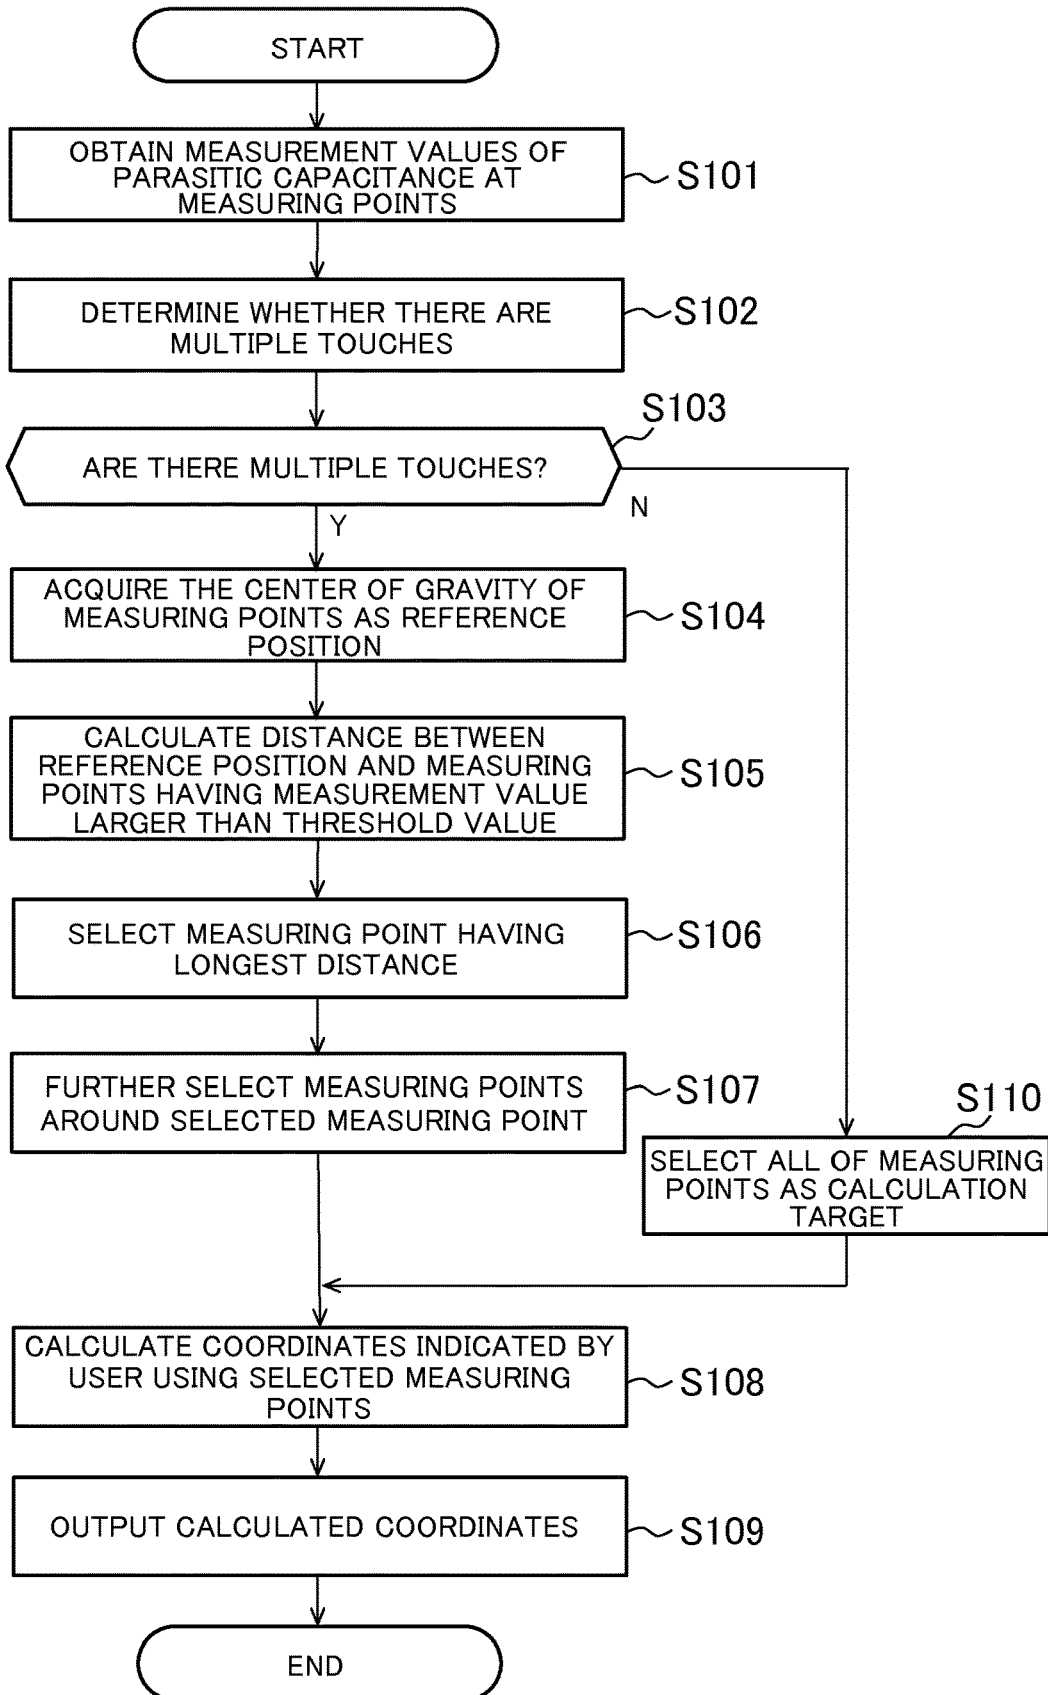 START
OBTAIN MEASUREMENT VALUES OF
PARASITIC CAPACITANCE AT
MEASURING POINTS
S101
DETERMINE WHETHER THERE ARE
MULTIPLE TOUCHES
S102
S103
ARE THERE MULTIPLE TOUCHES?
N
Y
ACQUIRE THE CENTER OF GRAVITY OF
MEASURING POINTS AS REFERENCE
POSITION
S104
CALCULATE DISTANCE BETWEEN
REFERENCE POSITION AND MEASURING
POINTS HAVING MEASUREMENT VALUE
LARGER THAN THRESHOLD VALUE
S105
SELECT MEASURING POINT HAVING
LONGEST DISTANCE
S106
FURTHER SELECT MEASURING POINTS
AROUND SELECTED MEASURING POINT
S107
S110
SELECT ALL OF MEASURING
POINTS AS CALCULATION
TARGET
CALCULATE COORDINATES INDICATED BY
USER USING SELECTED MEASURING
POINTS
S108
OUTPUT CALCULATED COORDINATES
S109
END